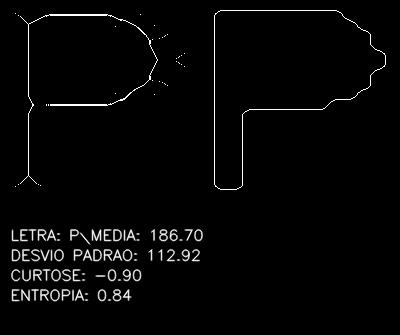 LETRA: P\MEDIA: 186.70
DESVIO PADRAO: 112.92
CURTOSE: -0.90
ENTROPIA: 0.84